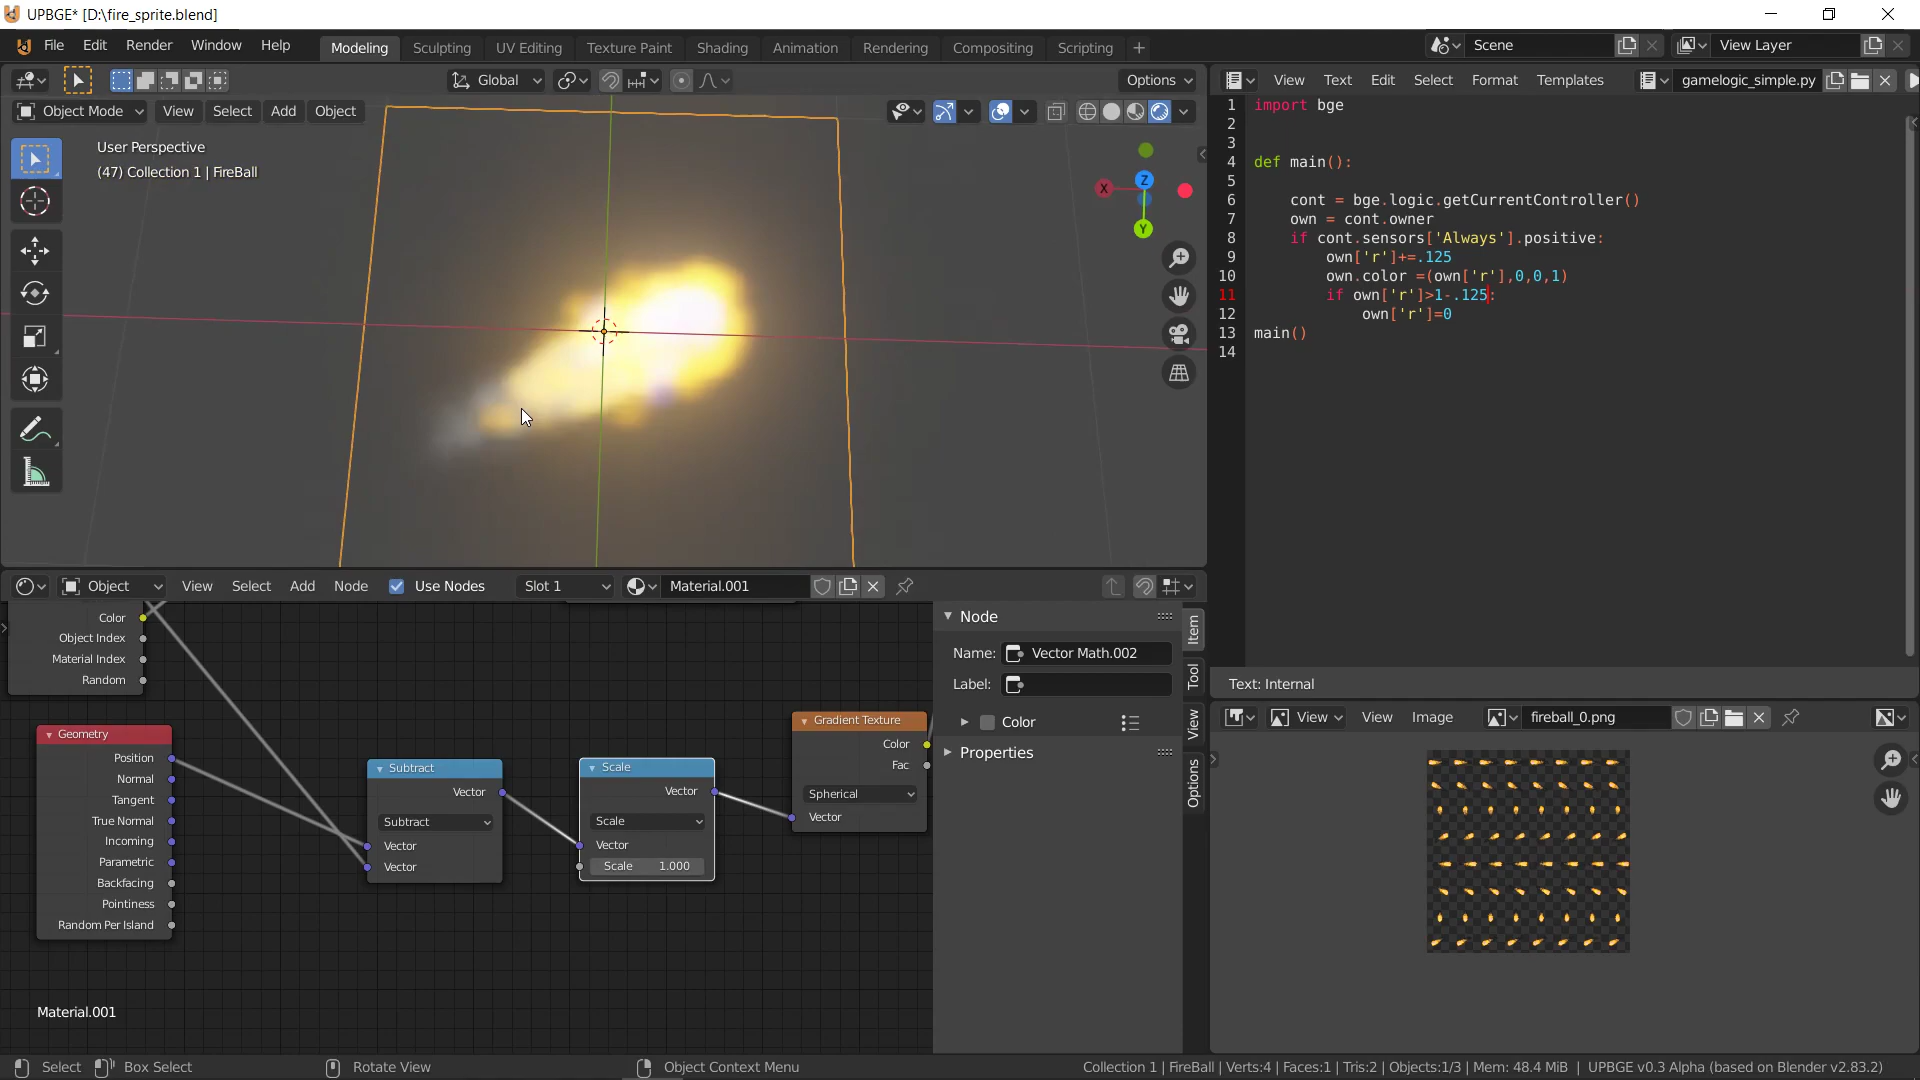 UPBGE* [D:\fire_sprite.blend]
File Edit Render Window Help
Modeling Sculpting UV Editing Texture Paint Shading Animation Rendering Compositing Scripting +
Scene
View Layer
Global
Options
View Text Edit Select Format Templates
gamelogic_simple.py
Object Mode View Select Add Object
User Perspective
(47) Collection 1 | FireBall
X
Z
Y
1 import bge
2
3
4 def main():
5
6 cont = bge.logic.getCurrentController()
7 own = cont.owner
8 if cont.sensors['Always'].positive:
9 own['r']+=.125
10 own.color =(own['r'],0,0,1)
11 if own['r']>1-.125:
12 own['r']=0
13 main()
14
Text: Internal
Object View Select Add Node Use Nodes Slot 1 Material.001
Color
Object Index
Material Index
Random
Geometry
Position
Normal
Tangent
True Normal
Incoming
Parametric
Backfacing
Pointiness
Random Per Island
Subtract
Vector
Subtract
Vector
Vector
Scale
Vector
Scale
Vector
Scale 1.000
Gradient Texture
Color
Fac
Spherical
Vector
Material.001
Node
Name: Vector Math.002
Label:
Color
Properties
Item
Tool
View
Options
View View Image fireball_0.png
Select Box Select Rotate View Object Context Menu
Collection 1 | FireBall | Verts:4 | Faces:1 | Tris:2 | Objects:1/3 | Mem: 48.4 MiB | UPBGE v0.3 Alpha (based on Blender v2.83.2)